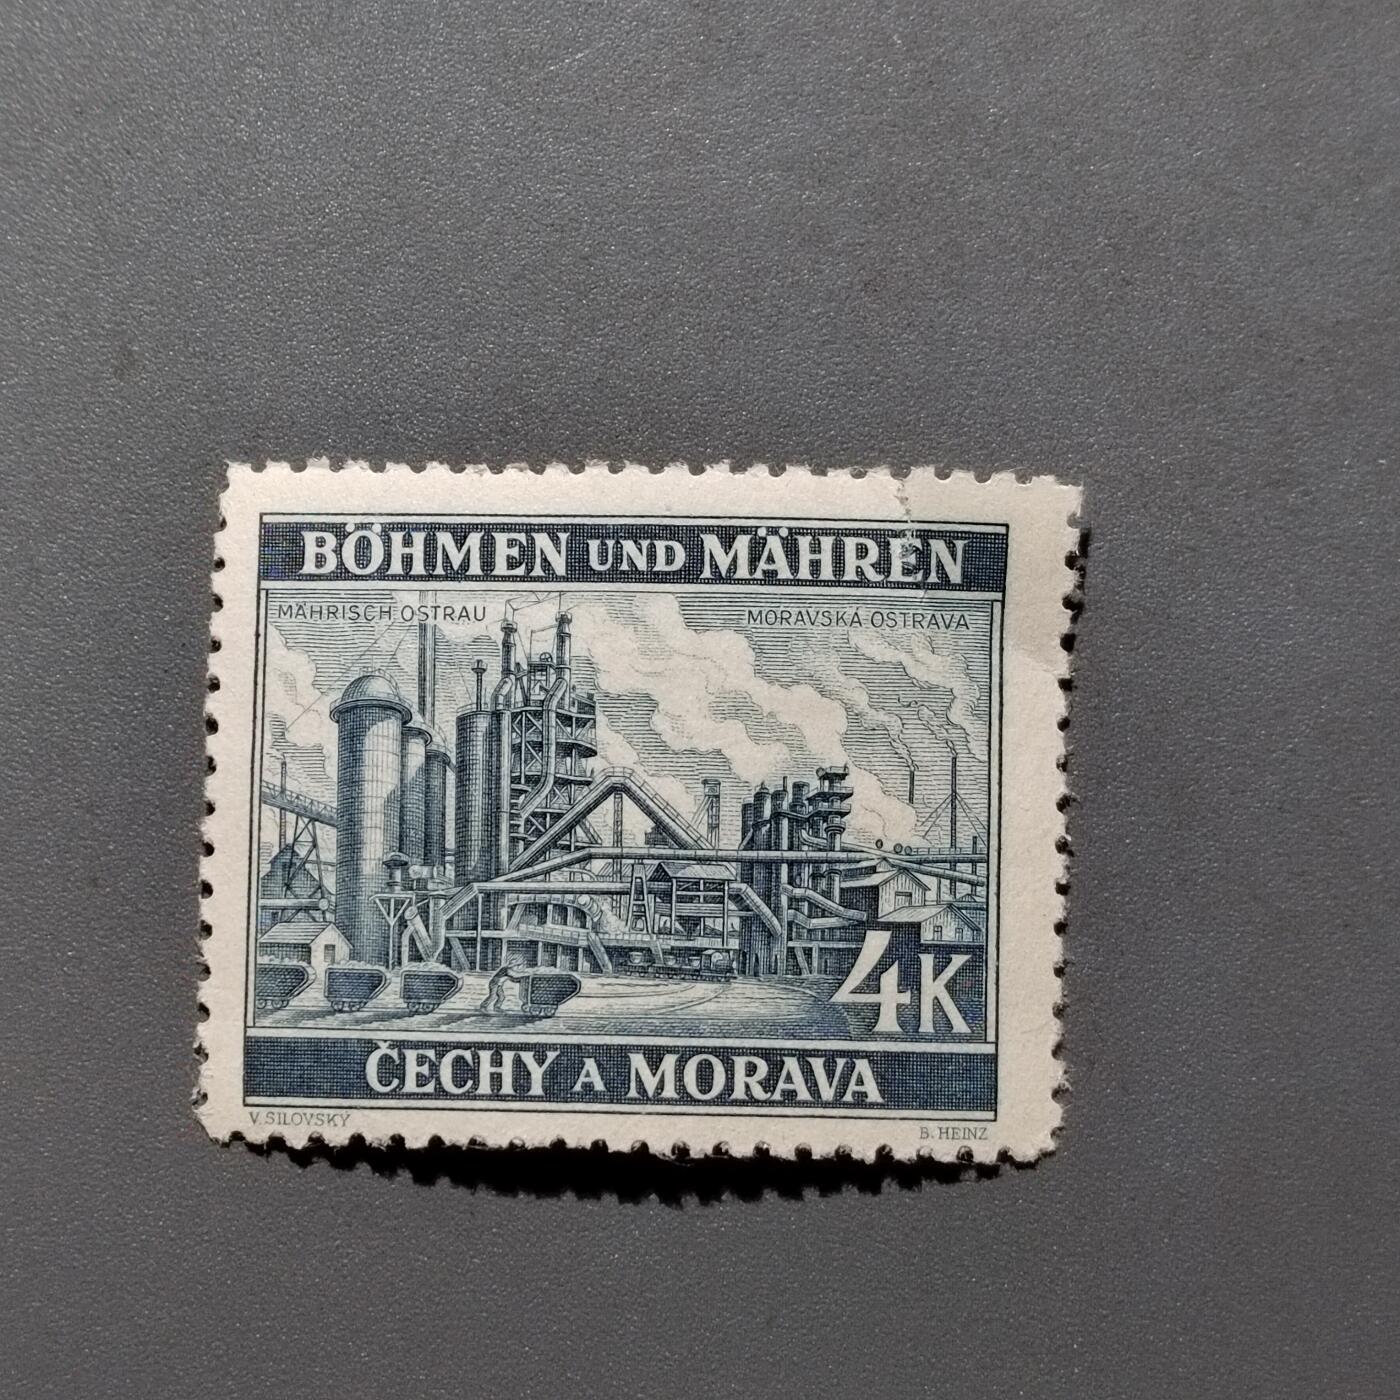 BÖHMEN UND MÄHREN
MÄHRISCH OSTRAU MORAVSKÁ OSTRAVA
4K
ČECHY A MORAVA
V. SILOVSKÝ B. HEINZ